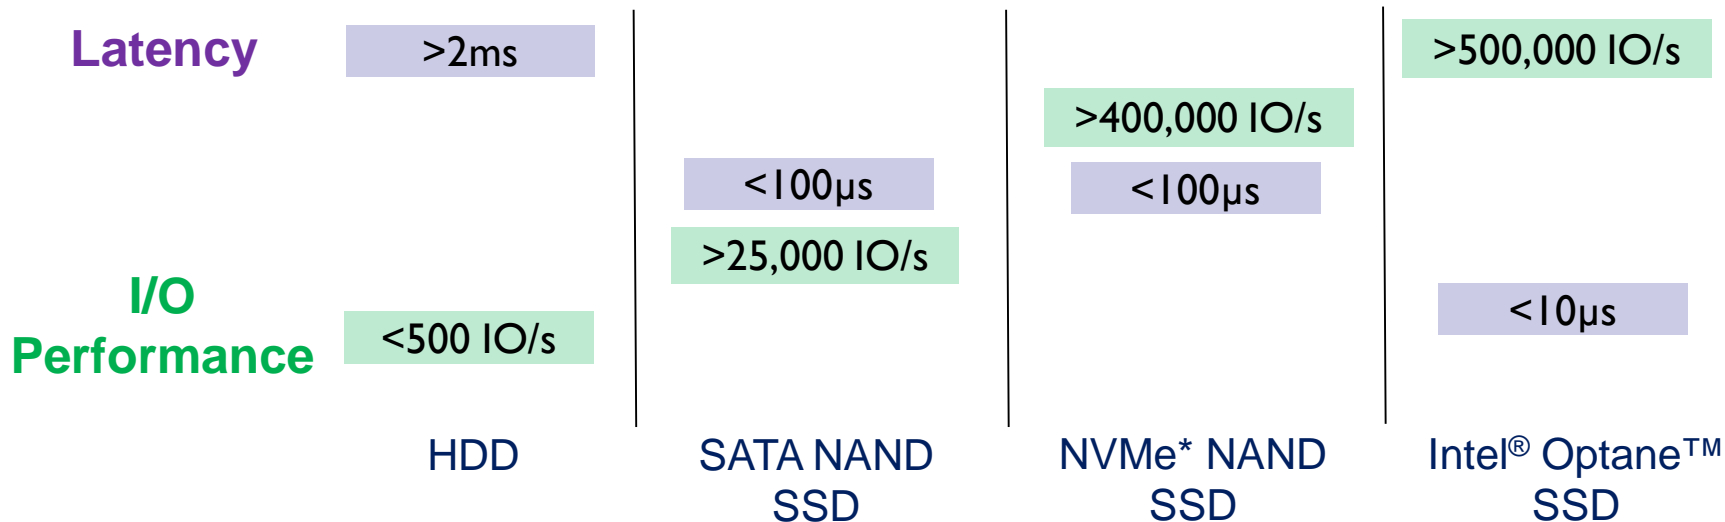 Latency
>2ms
>500,000 IO/s
>400,000 IO/s
<100µs
<100µs
>25,000 IO/s
I/O
Performance
<500 IO/s
<10µs
HDD
SATA NAND
SSD
NVMe* NAND
SSD
Intel® Optane™
SSD